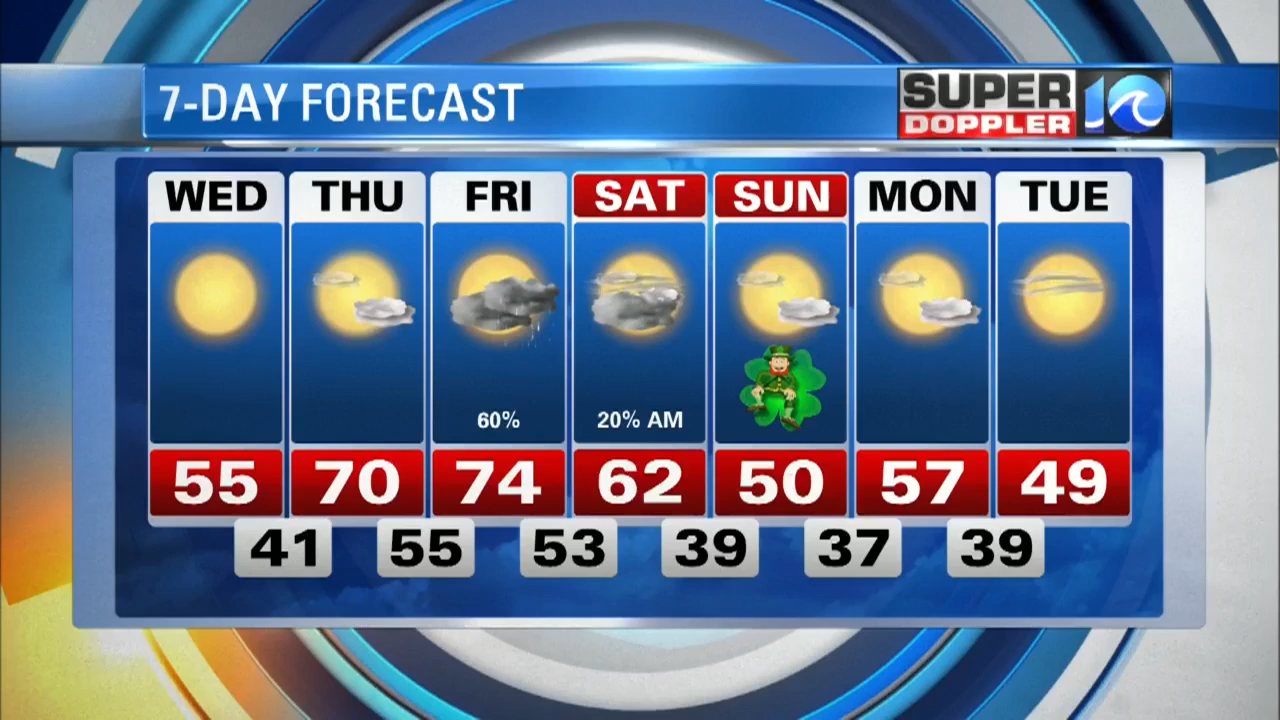 7-DAY FORECAST
SUPER
DOPPLER 10
WED THU FRI SAT SUN MON TUE
60% 20% AM
55 70 74 62 50 57 49
41 55 53 39 37 39